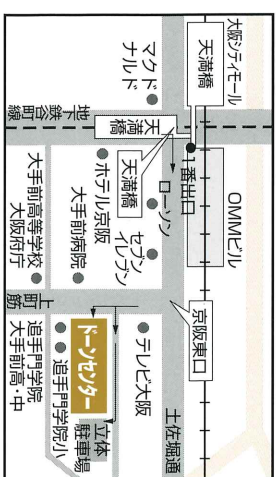 大阪シティモール
天満橋
1番出口
OMMビル
京阪東口
土佐堀通
マクド
ナルド
天満橋
地下鉄谷町線
天満橋
ローソン
セブン
イレブン
ホテル京阪
大手前病院
大手前高等学校
大阪府庁
上町筋
テレビ大阪
ドーンセンター
立体
駐車場
追手門学院小
追手門学院
大手前高・中